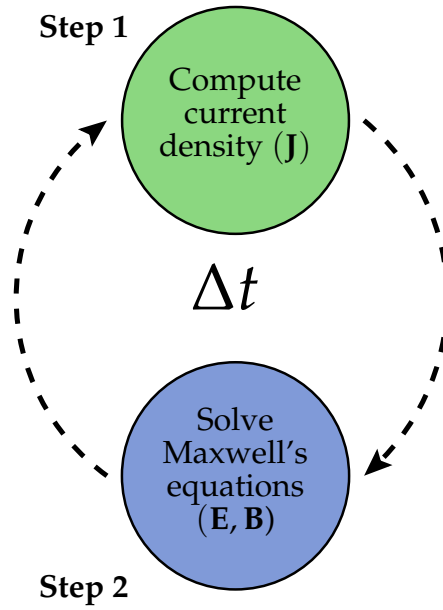 Step 1
Compute
current
density (J)
Δt
Solve
Maxwell's
equations
(E, B)
Step 2